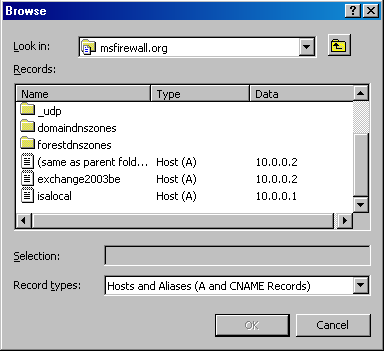 Browse
Look in: msfirewall.org
Records:
Name Type Data
_udp
domaindnszones
forestdnszones
(same as parent fold... Host (A) 10.0.0.2
exchange2003be Host (A) 10.0.0.2
isalocal Host (A) 10.0.0.1
Selection:
Record types: Hosts and Aliases (A and CNAME Records)
OK Cancel